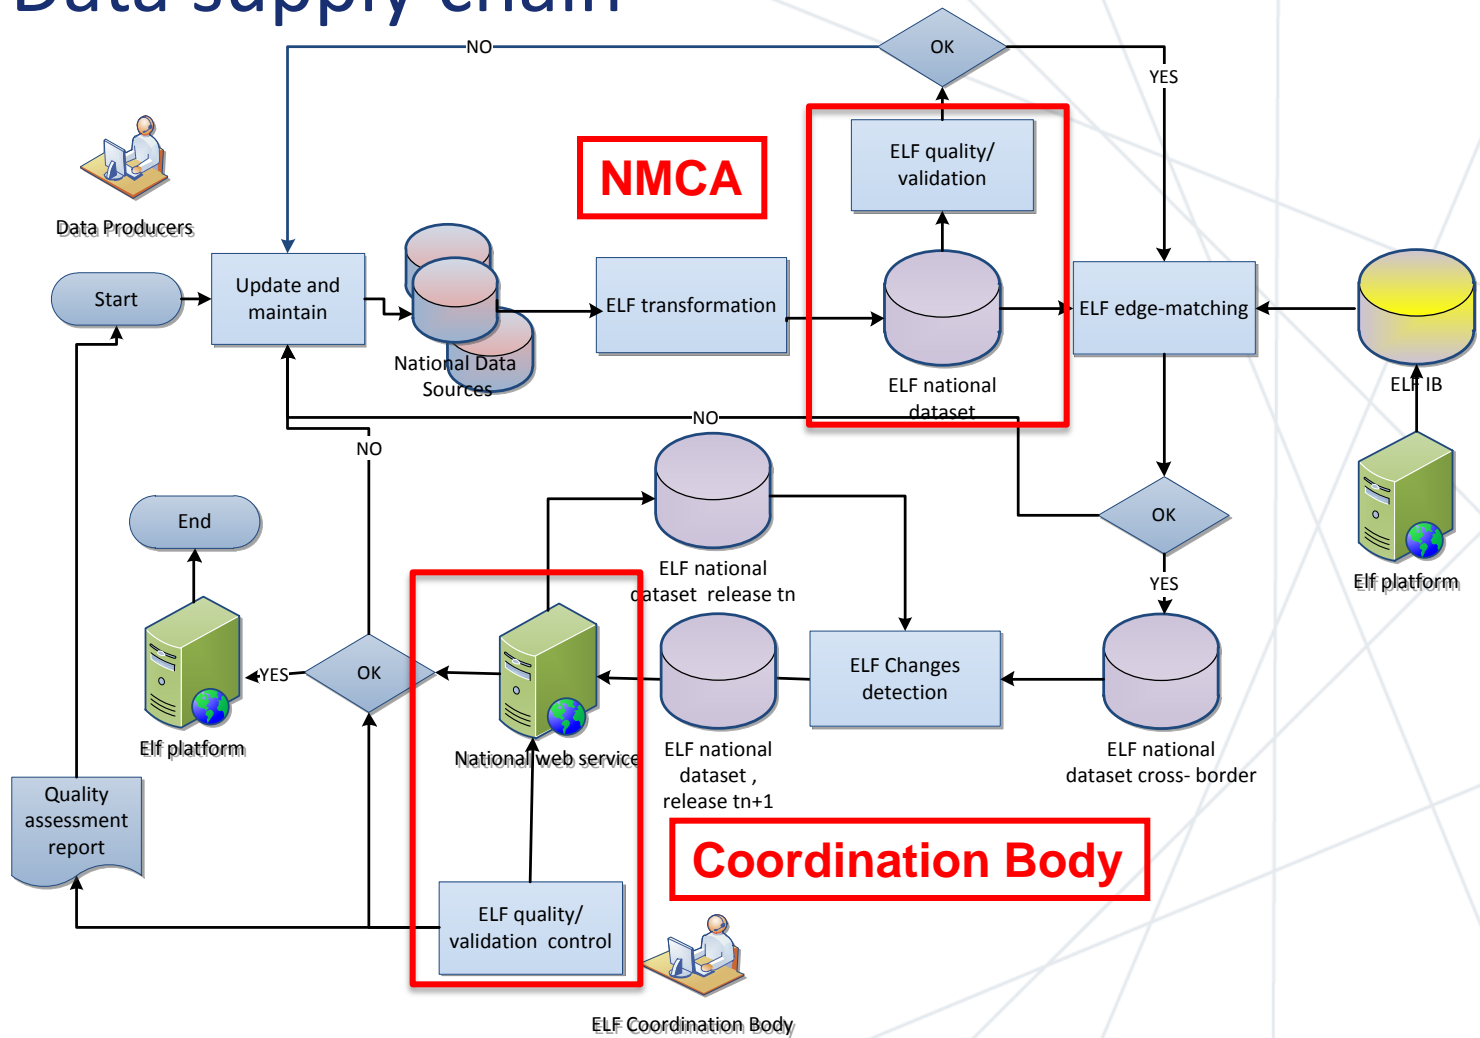 Data supply chain
NO
OK
YES
NMCA
ELF quality/
validation
Data Producers
Start
Update and
maintain
National Data
Sources
ELF transformation
ELF national
dataset
ELF edge-matching
ELF IB
NO
NO
End
ELF national
dataset release tn
OK
YES
Elf platform
YES
OK
Elf platform
National web service
ELF national
dataset ,
release tn+1
ELF Changes
detection
ELF national
dataset cross- border
Quality
assessment
report
Coordination Body
ELF quality/
validation control
ELF Coordination Body